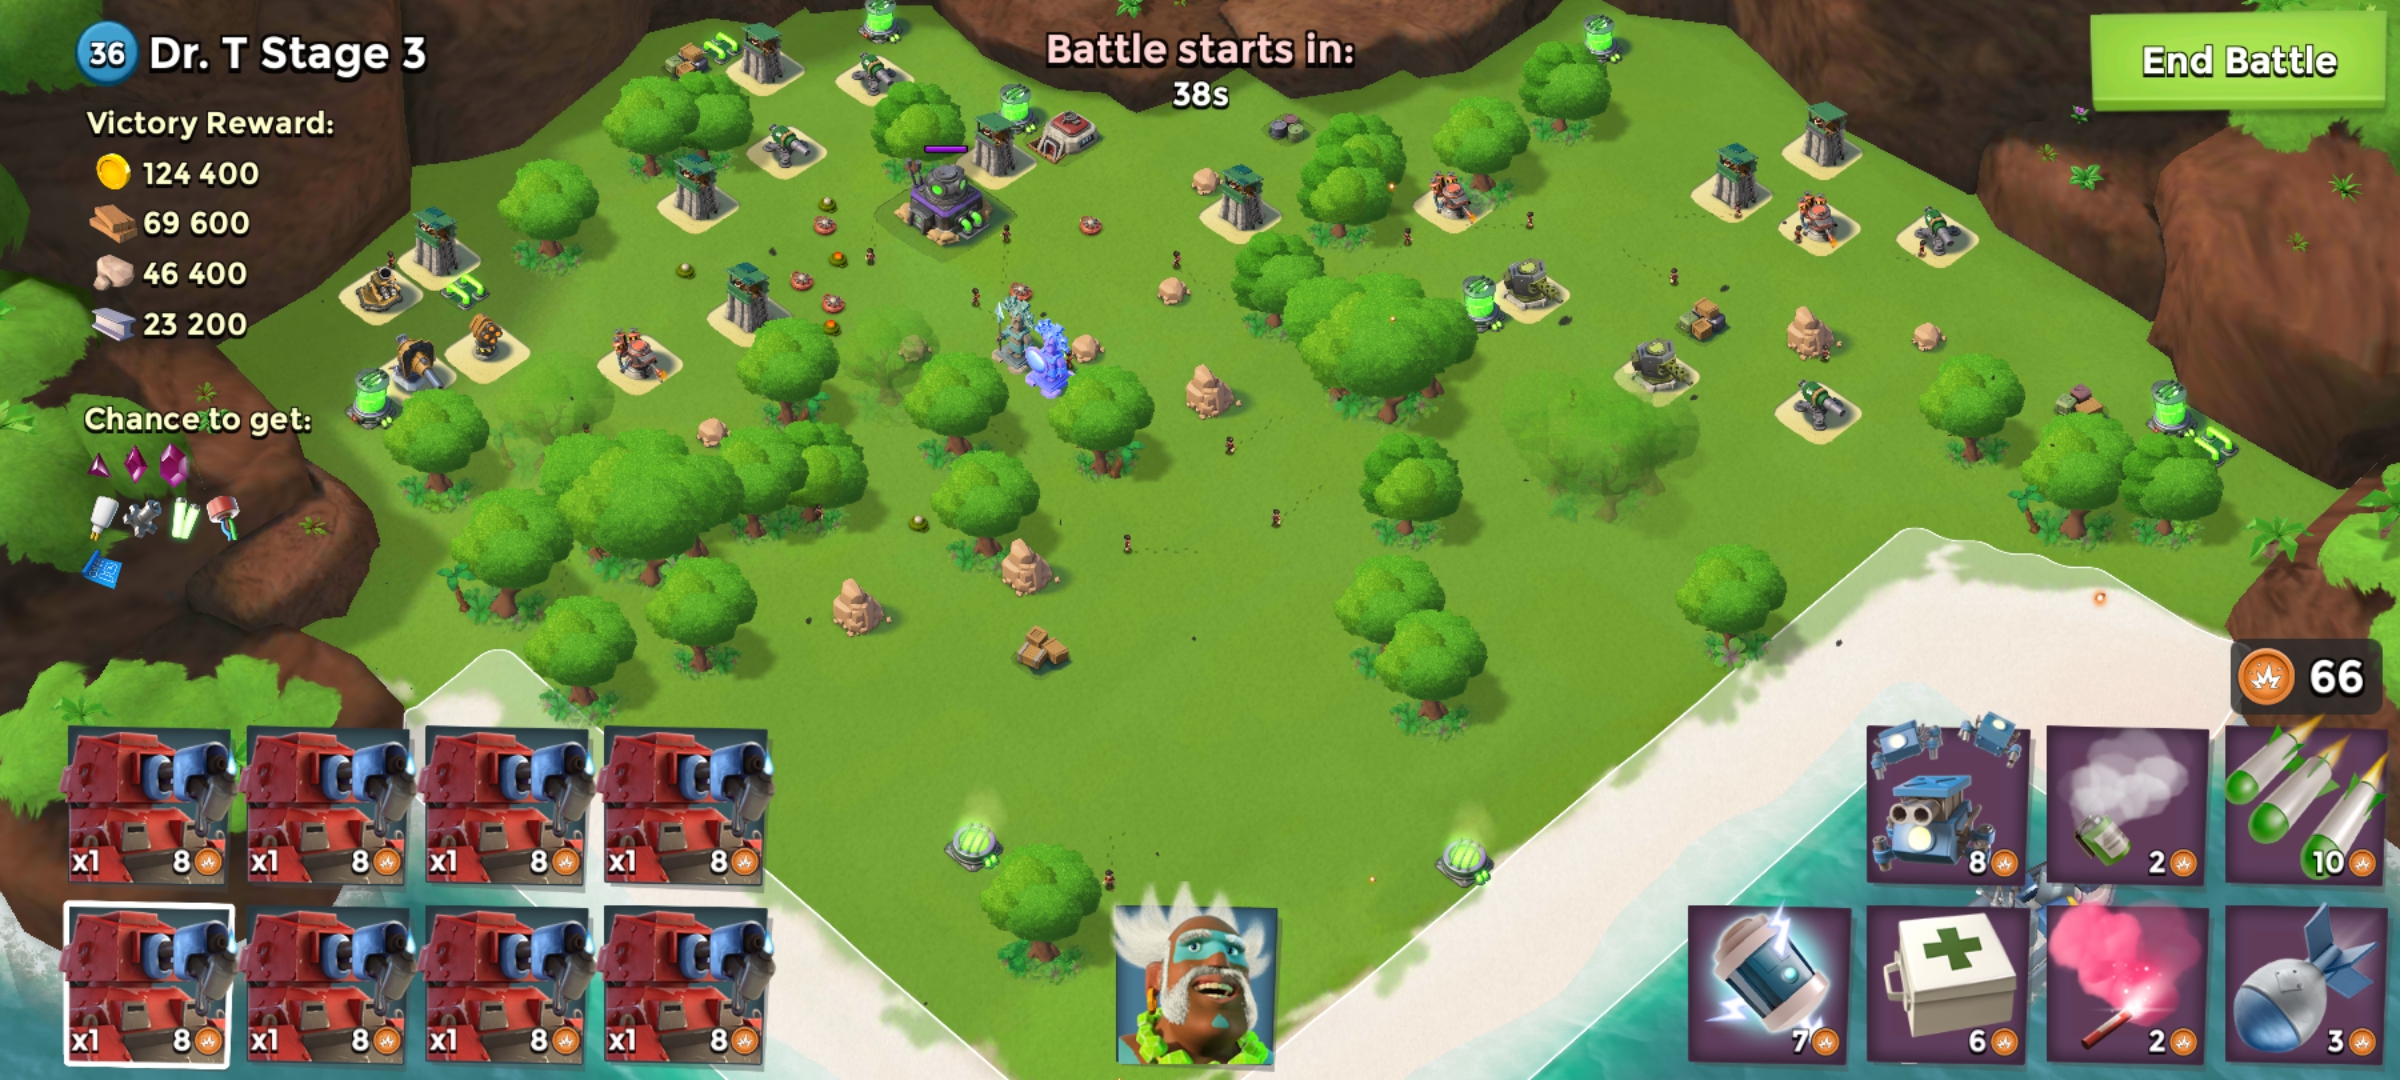 36 Dr. T Stage 3
Victory Reward:
124 400
69 600
46 400
23 200
Chance to get:
Battle starts in:
38s
End Battle
66
x1 8
x1 8
x1 8
x1 8
8
2
10
x1 8
x1 8
x1 8
x1 8
7
6
2
3